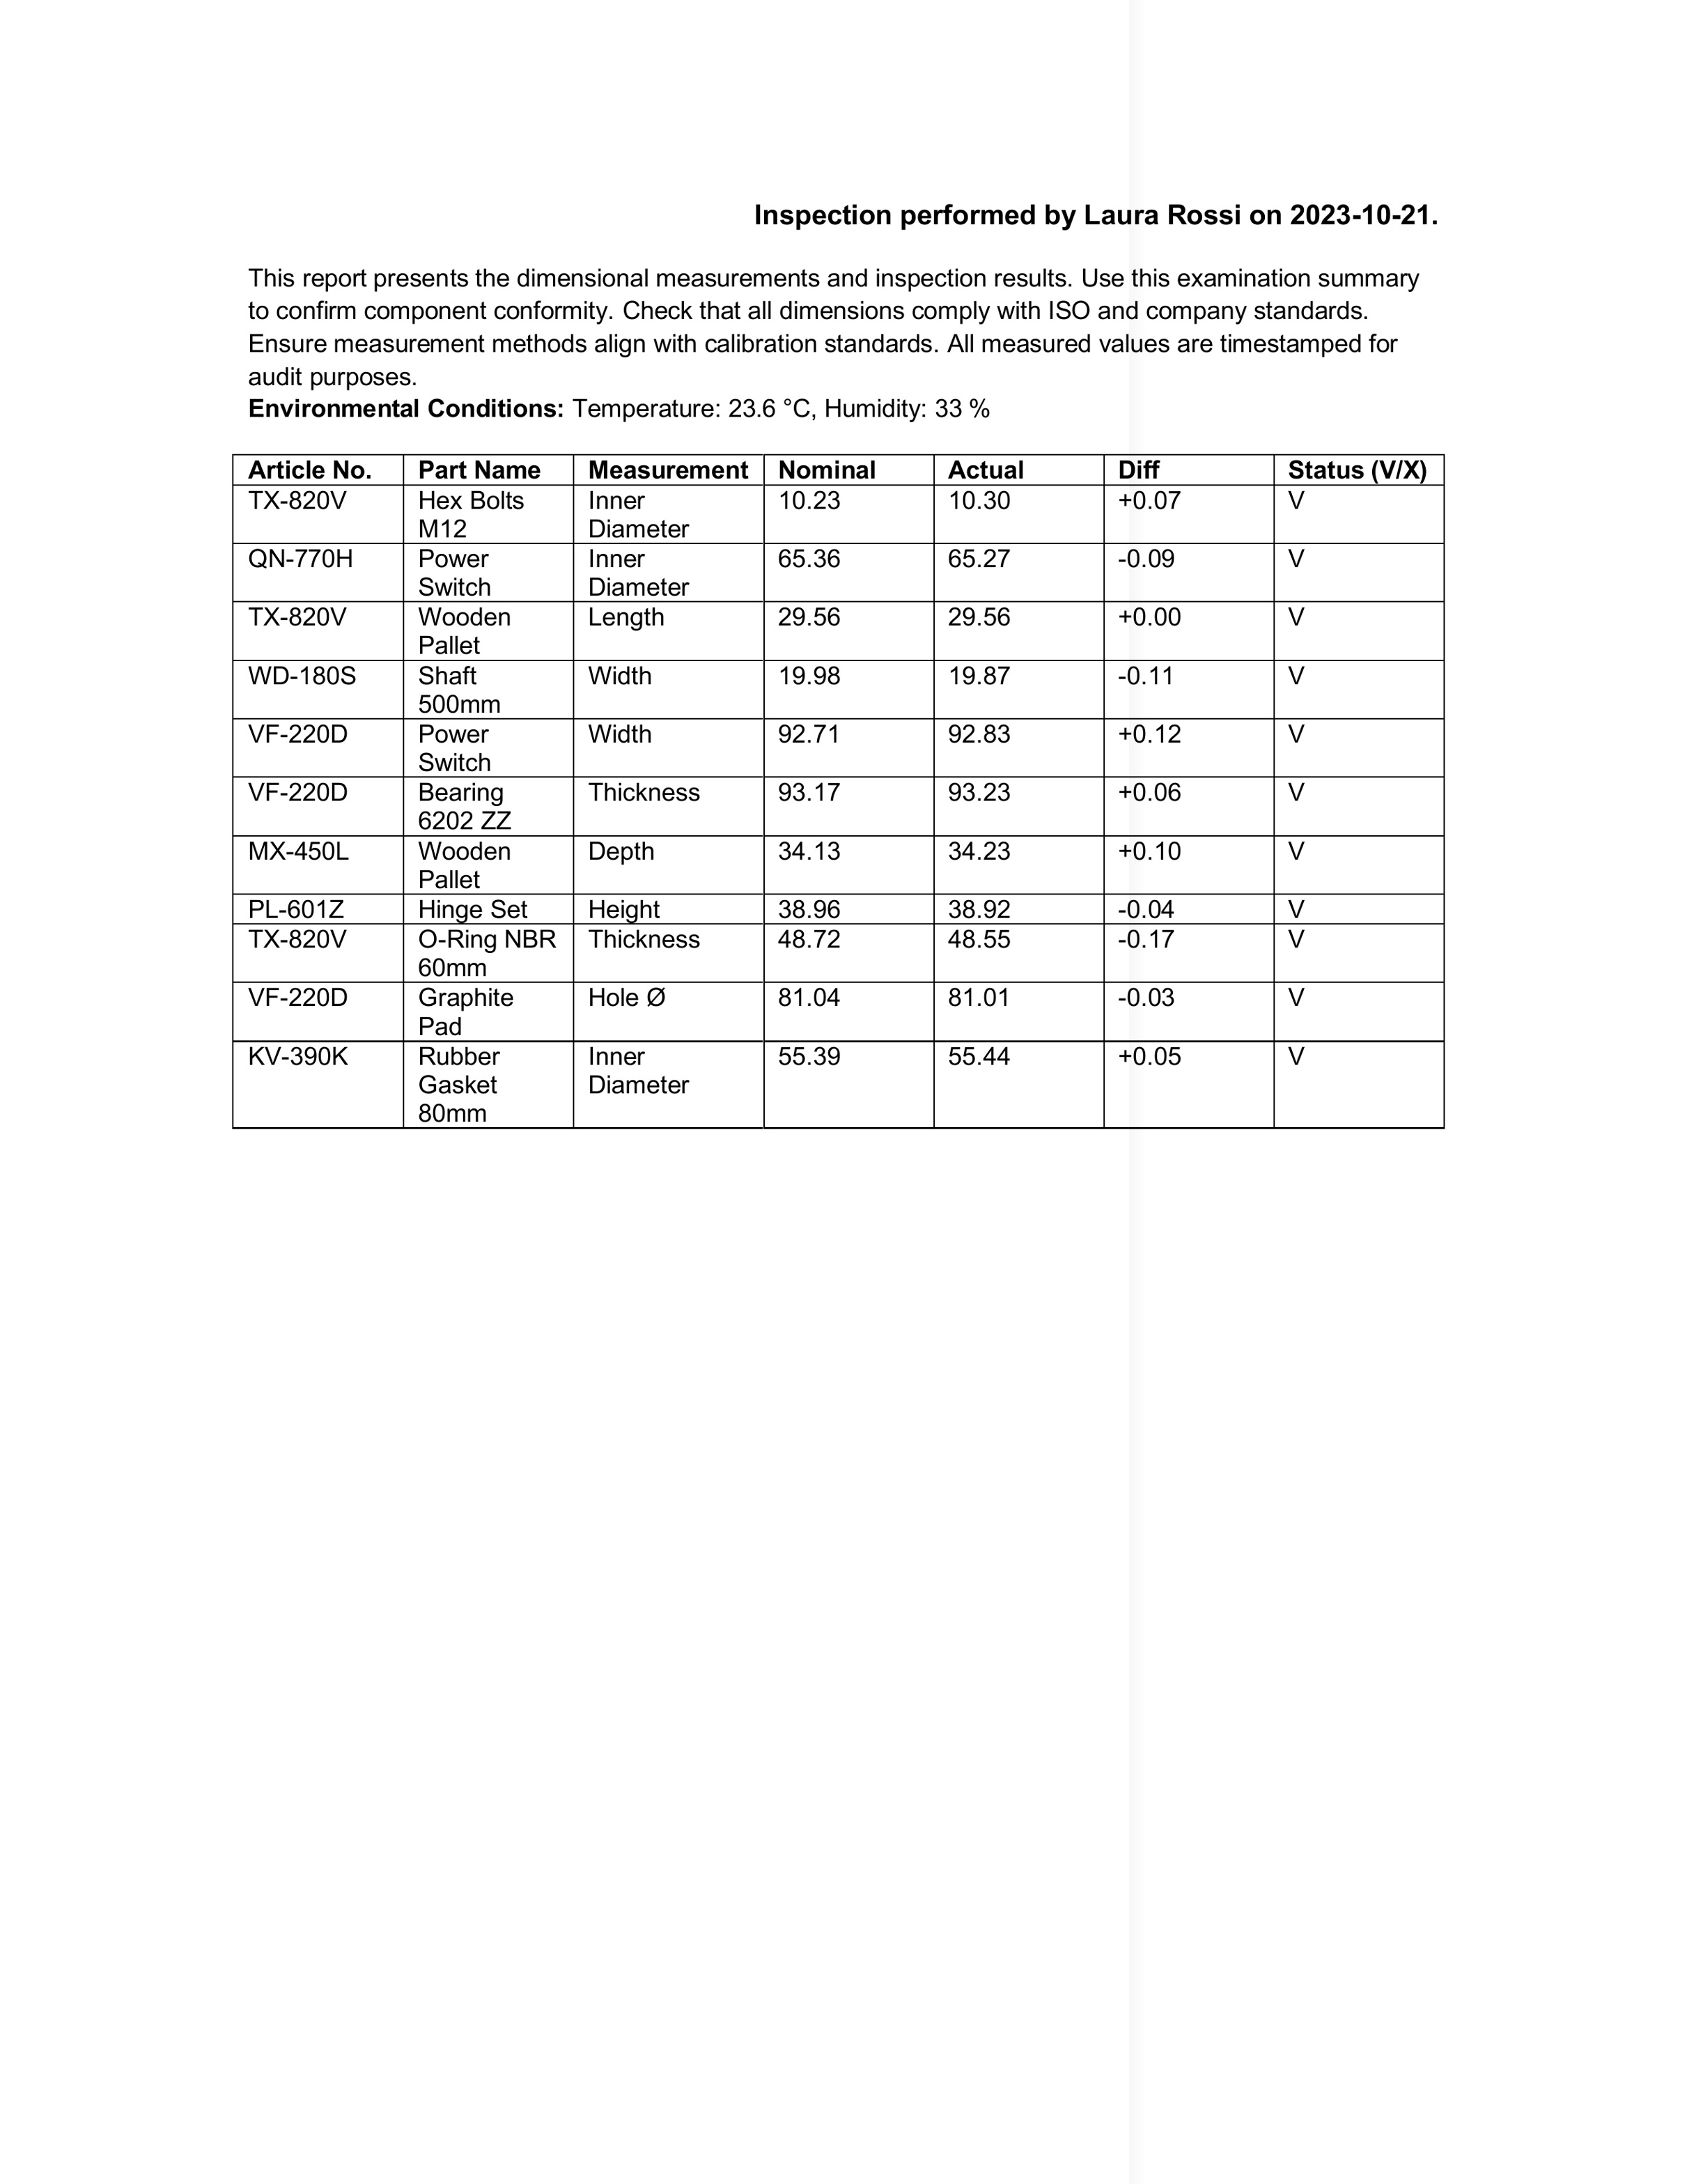 Inspection performed by Laura Rossi on 2023-10-21.
This report presents the dimensional measurements and inspection results. Use this examination summary
to confirm component conformity. Check that all dimensions comply with ISO and company standards.
Ensure measurement methods align with calibration standards. All measured values are timestamped for
audit purposes.
Environmental Conditions: Temperature: 23.6 °C, Humidity: 33 %
Article No. Part Name Measurement Nominal Actual Diff Status (V/X)
TX-820V Hex Bolts Inner 10.23 10.30 +0.07 V
M12 Diameter
QN-770H Power Inner 65.36 65.27 -0.09 V
Switch Diameter
TX-820V Wooden Length 29.56 29.56 +0.00 V
Pallet
WD-180S Shaft Width 19.98 19.87 -0.11 V
500mm
VF-220D Power Width 92.71 92.83 +0.12 V
Switch
VF-220D Bearing Thickness 93.17 93.23 +0.06 V
6202 ZZ
MX-450L Wooden Depth 34.13 34.23 +0.10 V
Pallet
PL-601Z Hinge Set Height 38.96 38.92 -0.04 V
TX-820V O-Ring NBR Thickness 48.72 48.55 -0.17 V
60mm
VF-220D Graphite Hole Ø 81.04 81.01 -0.03 V
Pad
KV-390K Rubber Inner 55.39 55.44 +0.05 V
Gasket Diameter
80mm